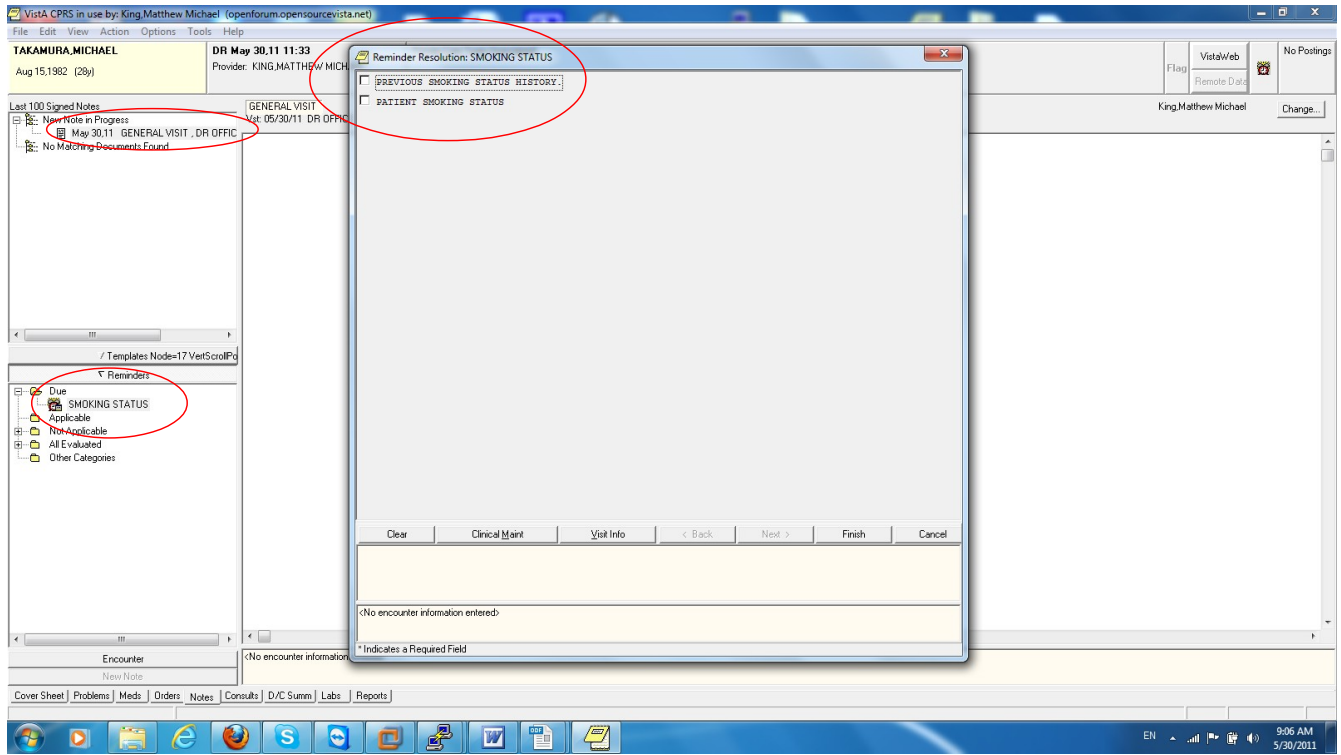 VistA CPRS in use by: King,Matthew Michael (openforum.opensourcevista.net)
File Edit View Action Options Tools Help
TAKAMURA,MICHAEL
Aug 15,1982 (28y)
DR May 30,11 11:33
Provider: KING,MATTHEW MICH
Flag
VistaWeb
Remote Data
No Postings
Last 100 Signed Notes
New Note in Progress
May 30,11 GENERAL VISIT , DR OFFIC
No Matching Documents Found
GENERAL VISIT
Vst: 05/30/11 DR OFFIC
King,Matthew Michael
Change...
Reminder Resolution: SMOKING STATUS
PREVIOUS SMOKING STATUS HISTORY.
PATIENT SMOKING STATUS
/ Templates Node=17 VertScrollPo
Reminders
Due
SMOKING STATUS
Applicable
Not Applicable
All Evaluated
Other Categories
Clear Clinical Maint Visit Info < Back Next > Finish Cancel
<No encounter information entered>
* Indicates a Required Field
Encounter
New Note
<No encounter information
Cover Sheet Problems Meds Orders Notes Consults D/C Summ Labs Reports
EN
9:06 AM
5/30/2011